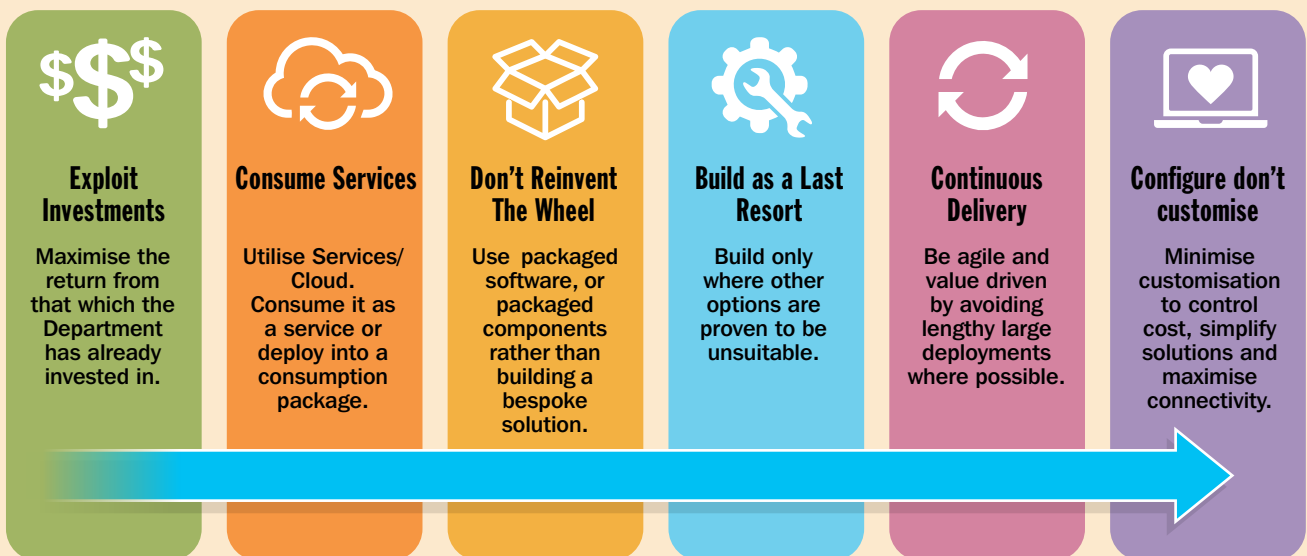 $$$
Exploit
Investments
Maximise the
return from
that which the
Department
has already
invested in.
Consume Services
Utilise Services/
Cloud.
Consume it as
a service or
deploy into a
consumption
package.
Don't Reinvent
The Wheel
Use packaged
software, or
packaged
components
rather than
building a
bespoke
solution.
Build as a Last
Resort
Build only
where other
options are
proven to be
unsuitable.
Continuous
Delivery
Be agile and
value driven
by avoiding
lengthy large
deployments
where possible.
Configure don't
customise
Minimise
customisation
to control
cost, simplify
solutions and
maximise
connectivity.